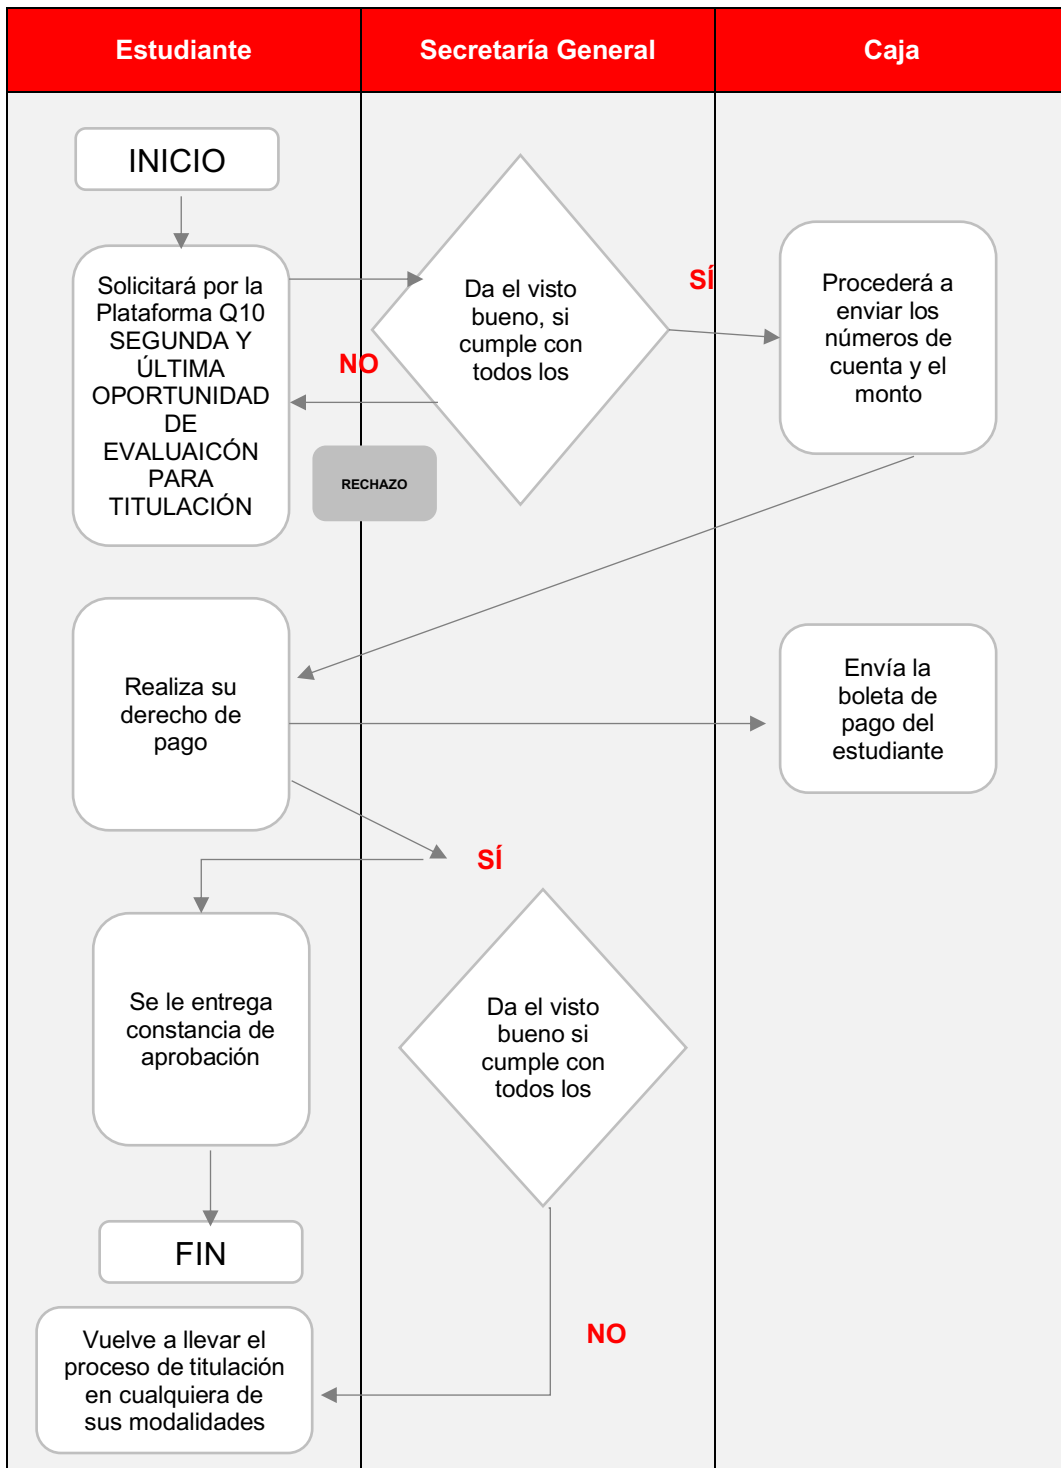 Estudiante
Secretaría General
Caja
INICIO
Solicitará por la
Plataforma Q10
SEGUNDA Y
ÚLTIMA
OPORTUNIDAD
DE
EVALUAICÓN
PARA
TITULACIÓN
Da el visto
bueno, si
cumple con
todos los
SÍ
NO
RECHAZO
Procederá a
enviar los
números de
cuenta y el
monto
Realiza su
derecho de
pago
Envía la
boleta de
pago del
estudiante
SÍ
Se le entrega
constancia de
aprobación
Da el visto
bueno si
cumple con
todos los
FIN
NO
Vuelve a llevar el
proceso de titulación
en cualquiera de
sus modalidades